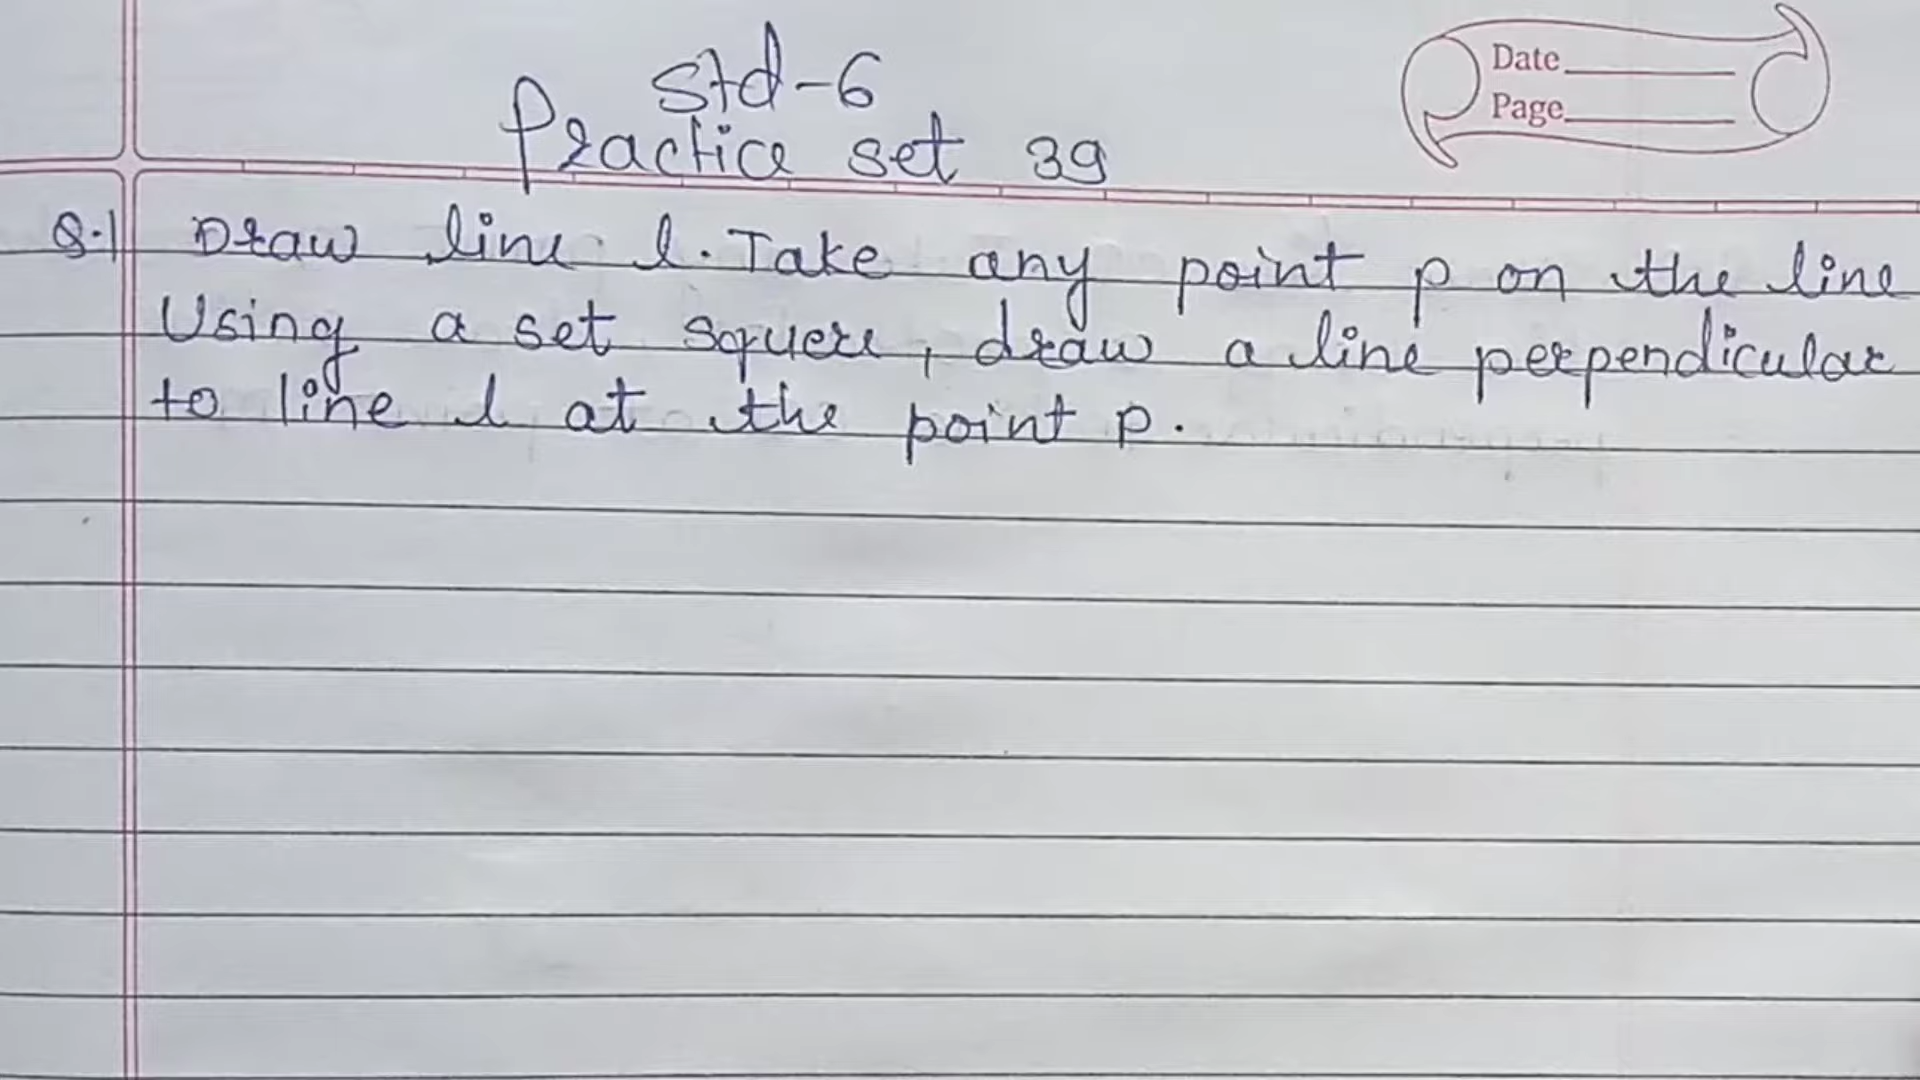 Std-6
Practice set 39
Date
Page
Q.1 Draw line l. Take any point p on the line
Using a set squere, draw a line perpendicular
to line l at the point p.